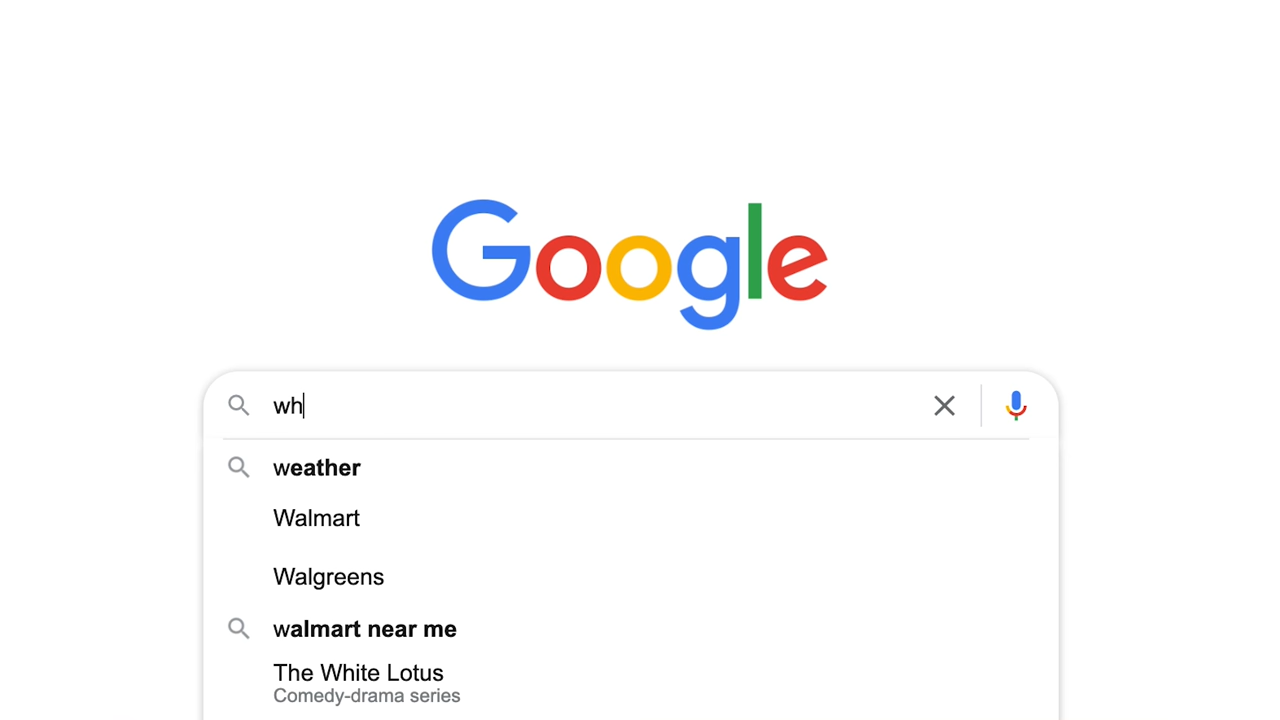 Google
wh
weather
Walmart
Walgreens
walmart near me
The White Lotus
Comedy-drama series